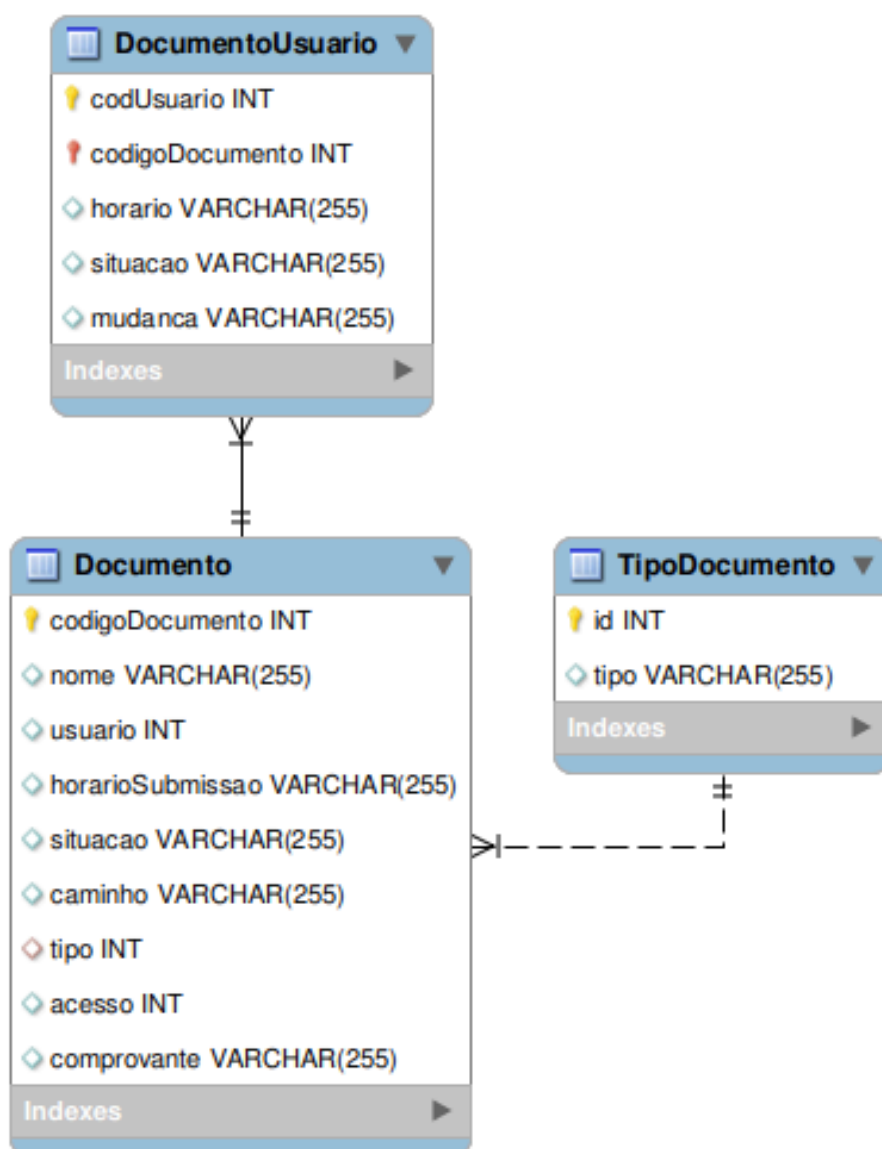 DocumentoUsuario
codUsuario INT
codigoDocumento INT
horario VARCHAR(255)
situacao VARCHAR(255)
mudanca VARCHAR(255)
Indexes
Documento
codigoDocumento INT
nome VARCHAR(255)
usuario INT
horarioSubmissao VARCHAR(255)
situacao VARCHAR(255)
caminho VARCHAR(255)
tipo INT
acesso INT
comprovante VARCHAR(255)
Indexes
TipoDocumento
id INT
tipo VARCHAR(255)
Indexes